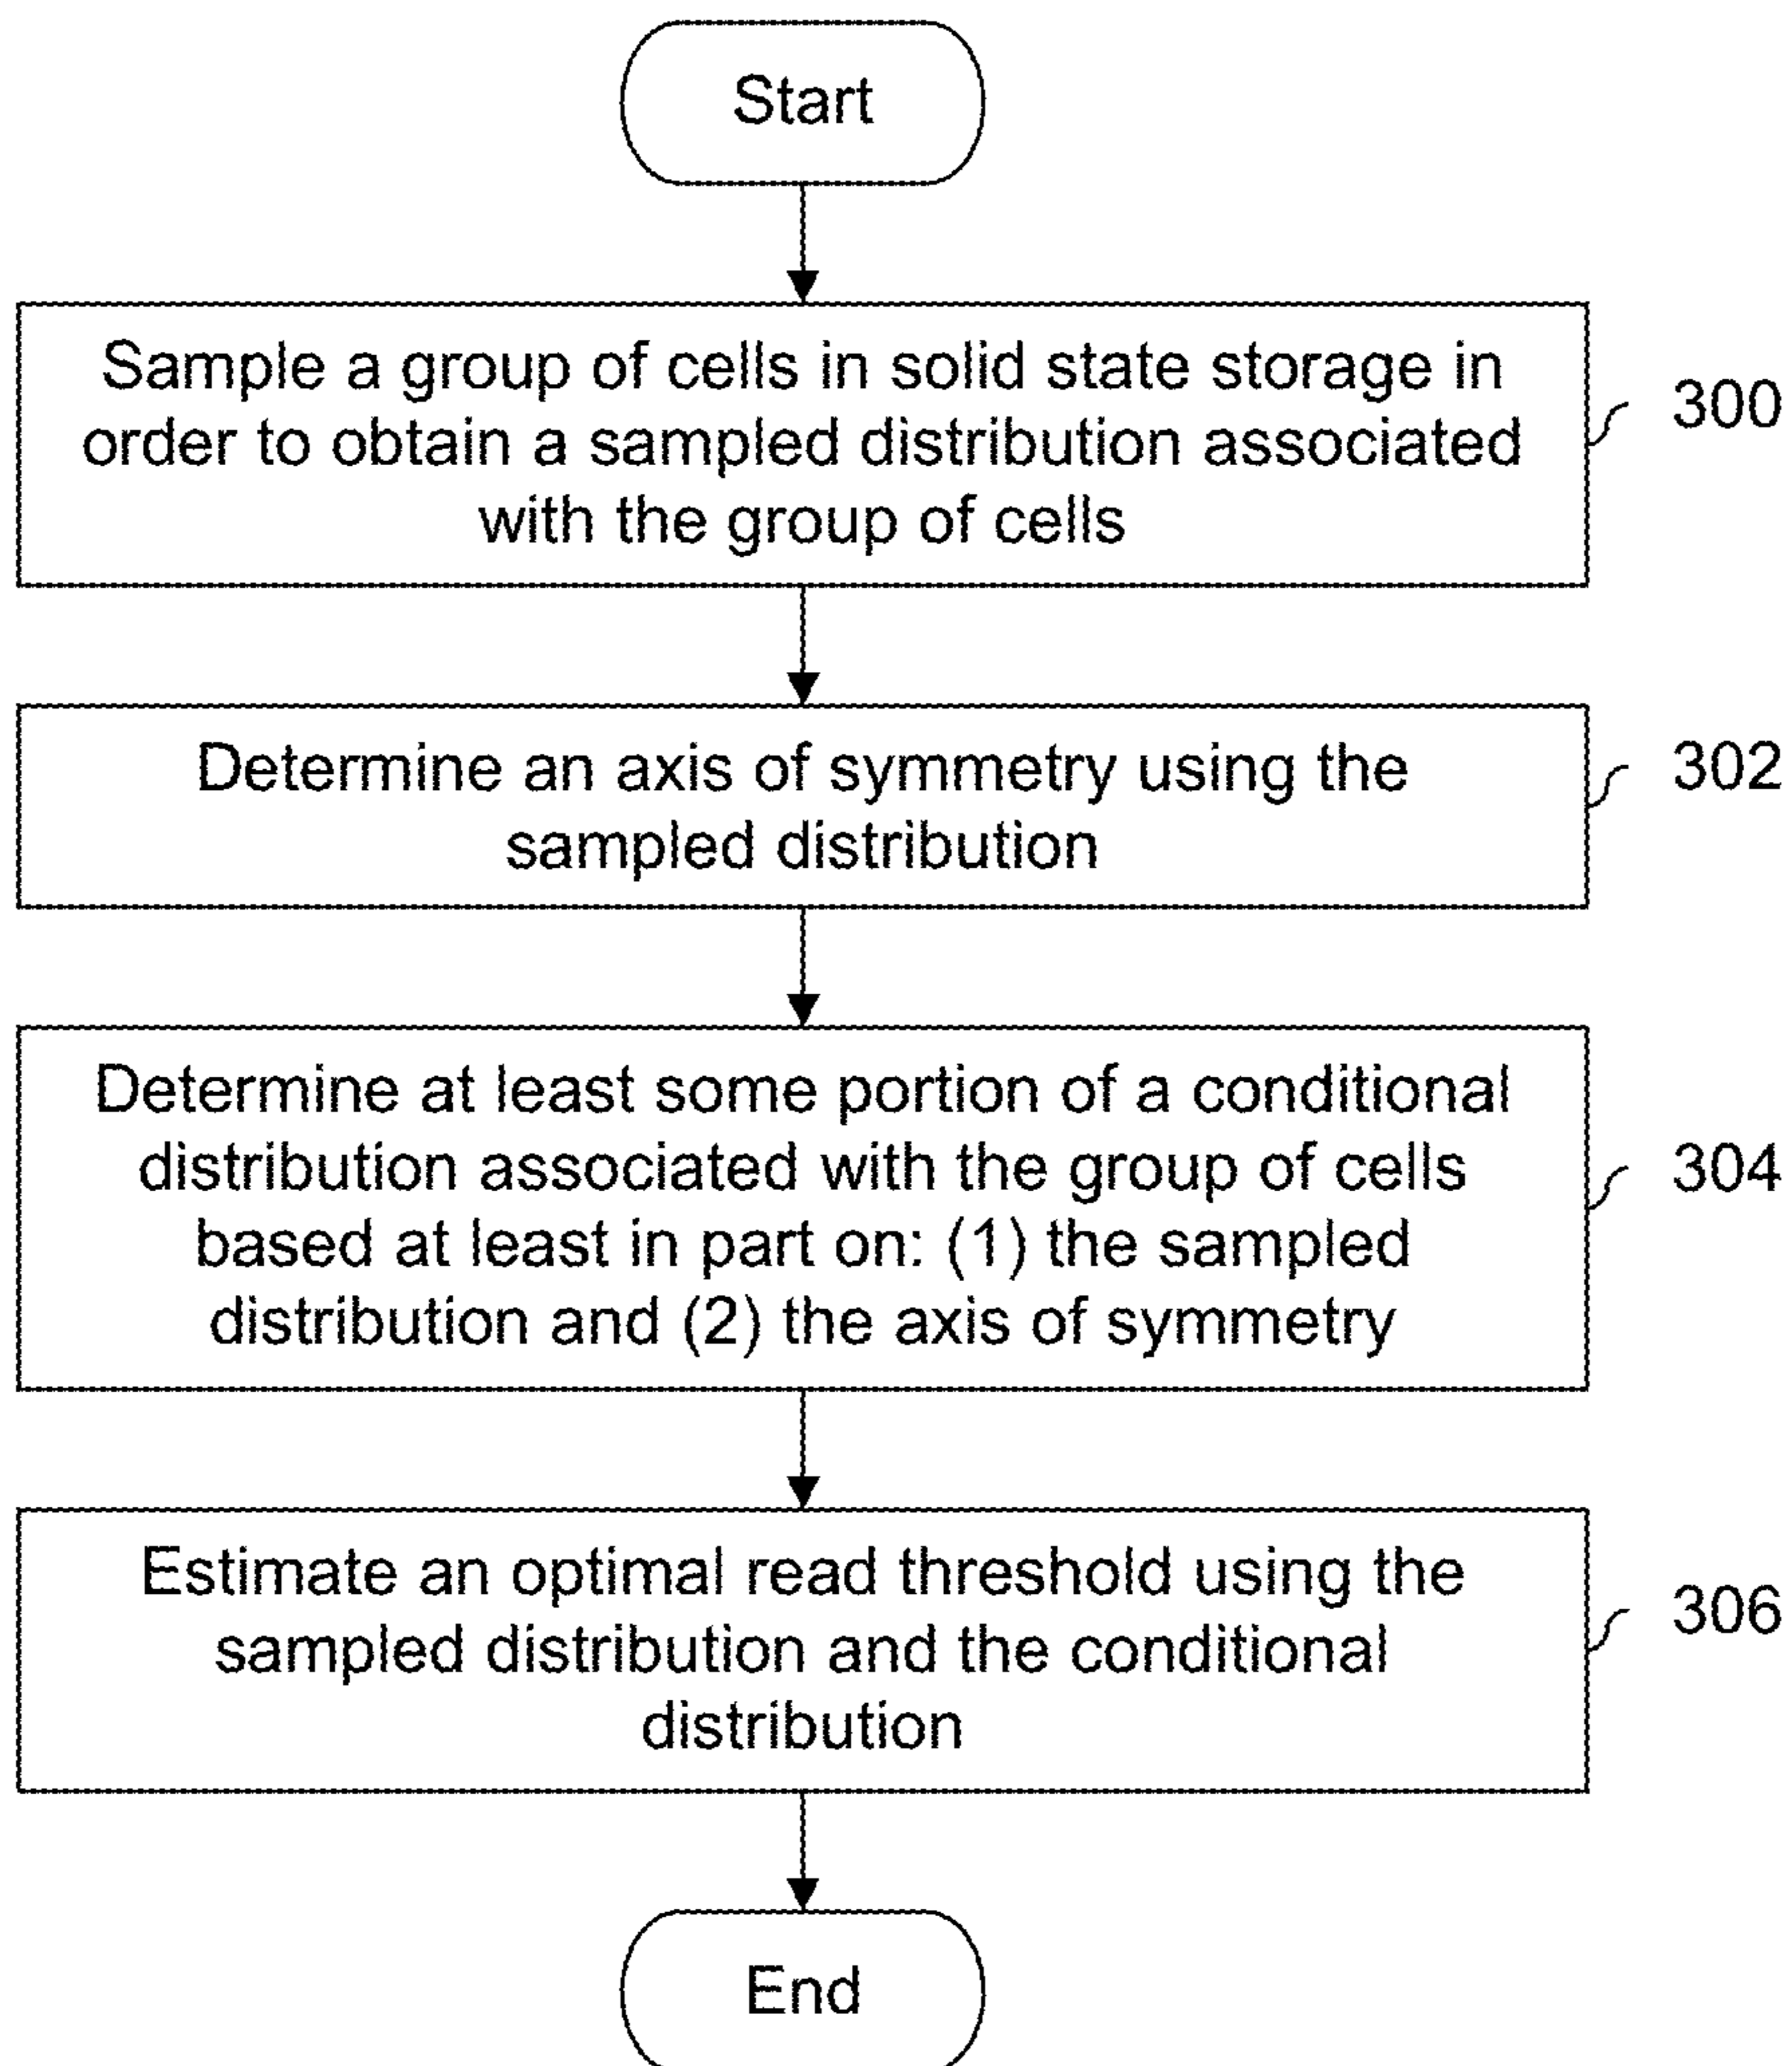 Start
Sample a group of cells in solid state storage in
order to obtain a sampled distribution associated
with the group of cells
300
Determine an axis of symmetry using the
sampled distribution
302
Determine at least some portion of a conditional
distribution associated with the group of cells
based at least in part on: (1) the sampled
distribution and (2) the axis of symmetry
304
Estimate an optimal read threshold using the
sampled distribution and the conditional
distribution
306
End